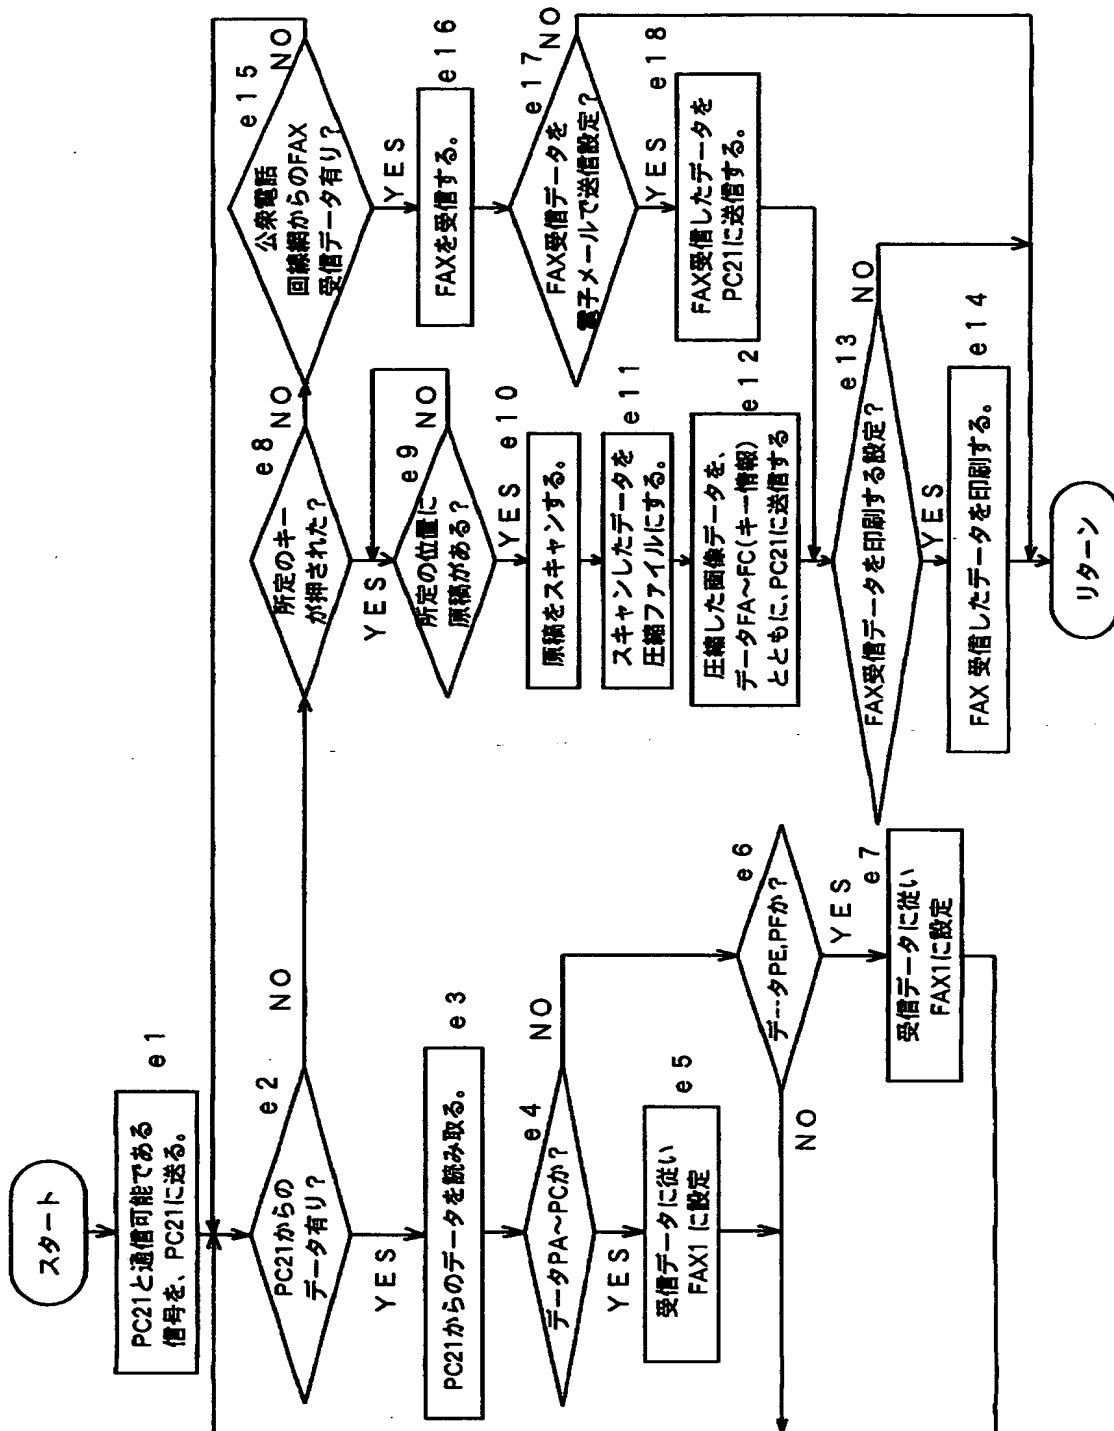 スタート
PC21と通信可能である
信号を、PC21に送る。
e1
PC21からの
データ有り?
e2
NO
YES
PC21からのデータを読み取る。
e3
データPA～PCか?
e4
NO
YES
受信データに従い
FAX1に設定
e5
データPE,PFか?
e6
NO
YES
受信データに従い
FAX1に設定
e7
所定のキー
が押された?
e8
NO
YES
所定の位置に
原稿がある?
e9
NO
YES
原稿をスキャンする。
e10
スキャンしたデータを
圧縮ファイルにする。
e11
圧縮した画像データを、
データFA～FC(キー情報)
とともに、PC21に送信する
e12
FAX受信データを印刷する設定?
e13
NO
YES
FAX 受信したデータを印刷する。
e14
リターン
公衆電話
回線網からのFAX
受信データ有り?
e15
NO
YES
FAXを受信する。
e16
FAX受信データを
電子メールで送信設定?
e17
NO
YES
FAX受信したデータを
PC21に送信する。
e18